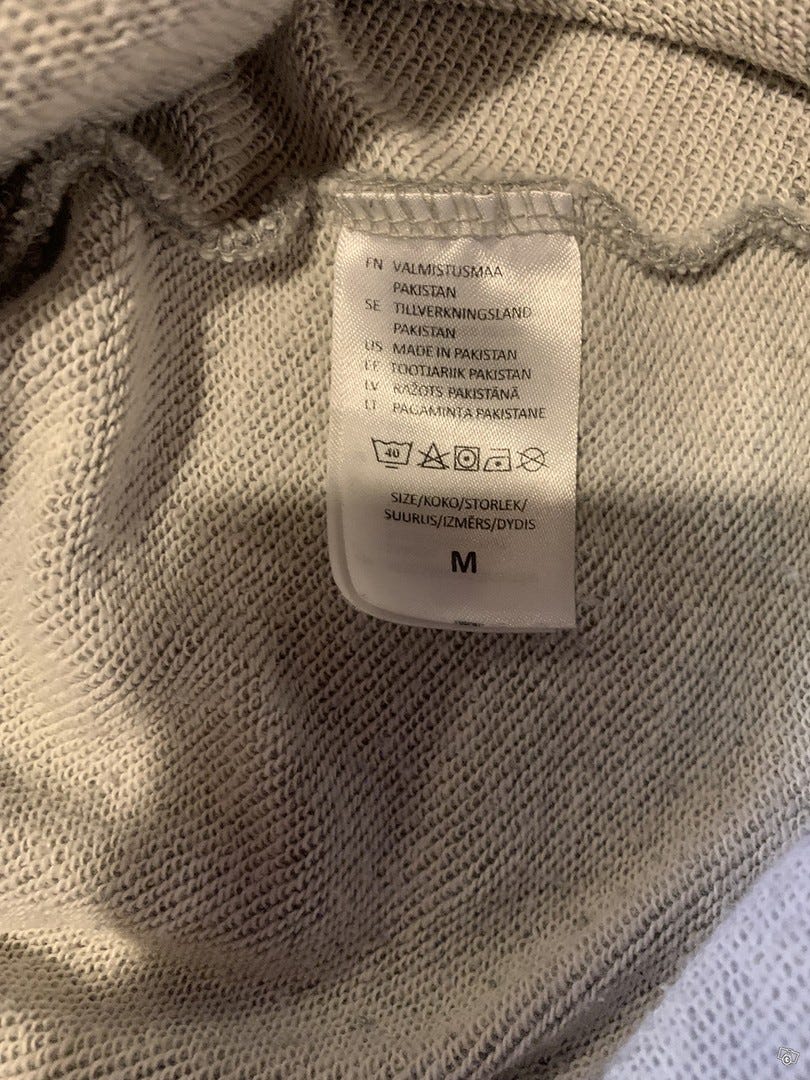 FN VALMISTUSMAA
PAKISTAN
SE TILLVERKNINGSLAND
PAKISTAN
US MADE IN PAKISTAN
EE TOOTJARIIK PAKISTAN
LV RAŽOTS PAKISTĀNĀ
LT PAGAMINTA PAKISTANE
40
SIZE/KOKO/STORLEK/
SUURUS/IZMĒRS/DYDIS
M